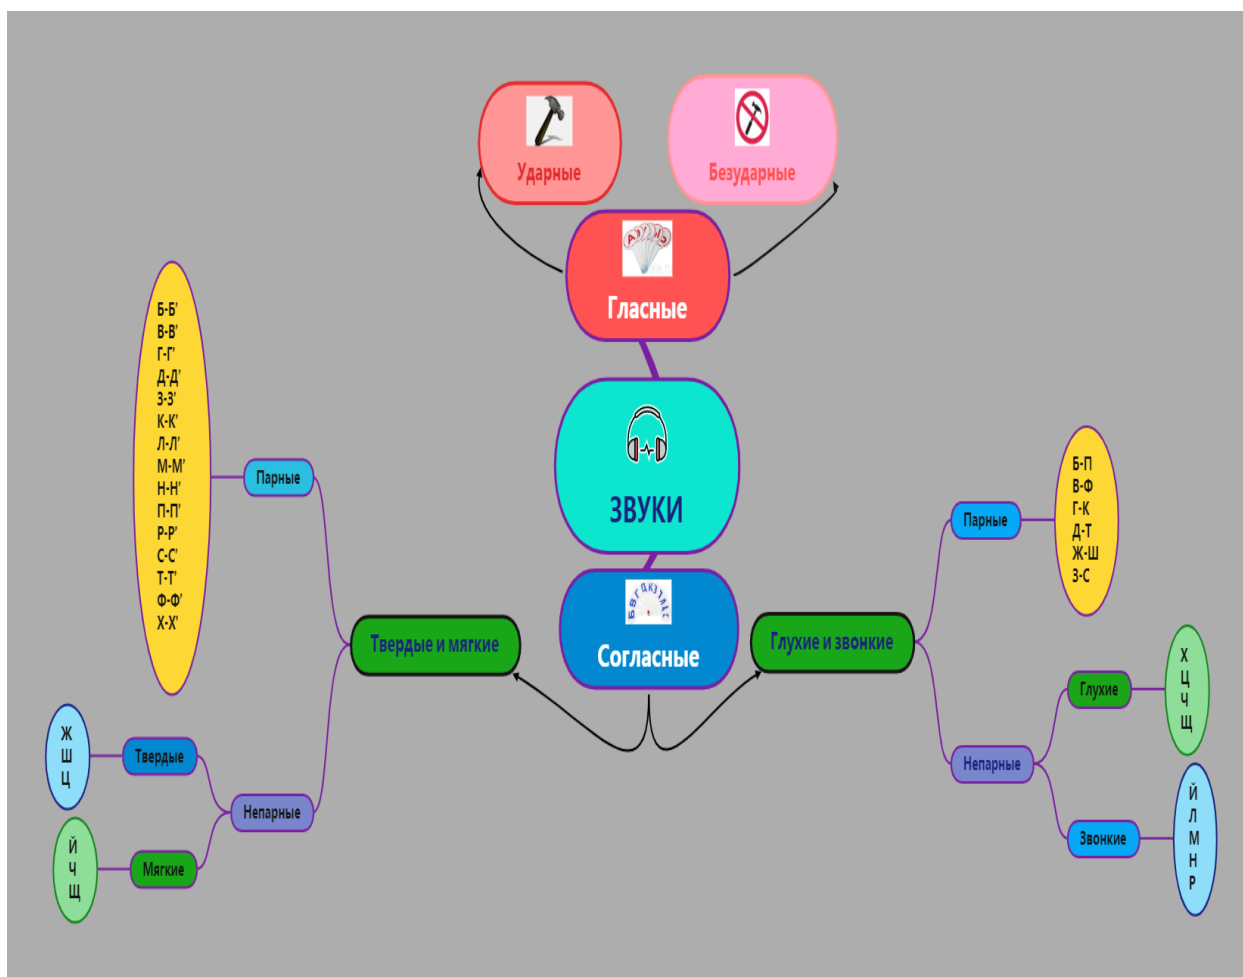 Ударные
Безударные
Гласные
ЗВУКИ
Согласные
Твердые и мягкие
Парные
Б-Б'
В-В'
Г-Г'
Д-Д'
З-З'
К-К'
Л-Л'
М-М'
Н-Н'
П-П'
Р-Р'
С-С'
Т-Т'
Ф-Ф'
Х-Х'
Непарные
Твердые
Ж
Ш
Ц
Мягкие
Й
Ч
Щ
Глухие и звонкие
Парные
Б-П
В-Ф
Г-К
Д-Т
Ж-Ш
З-С
Непарные
Глухие
Х
Ц
Ч
Щ
Звонкие
Й
Л
М
Н
Р